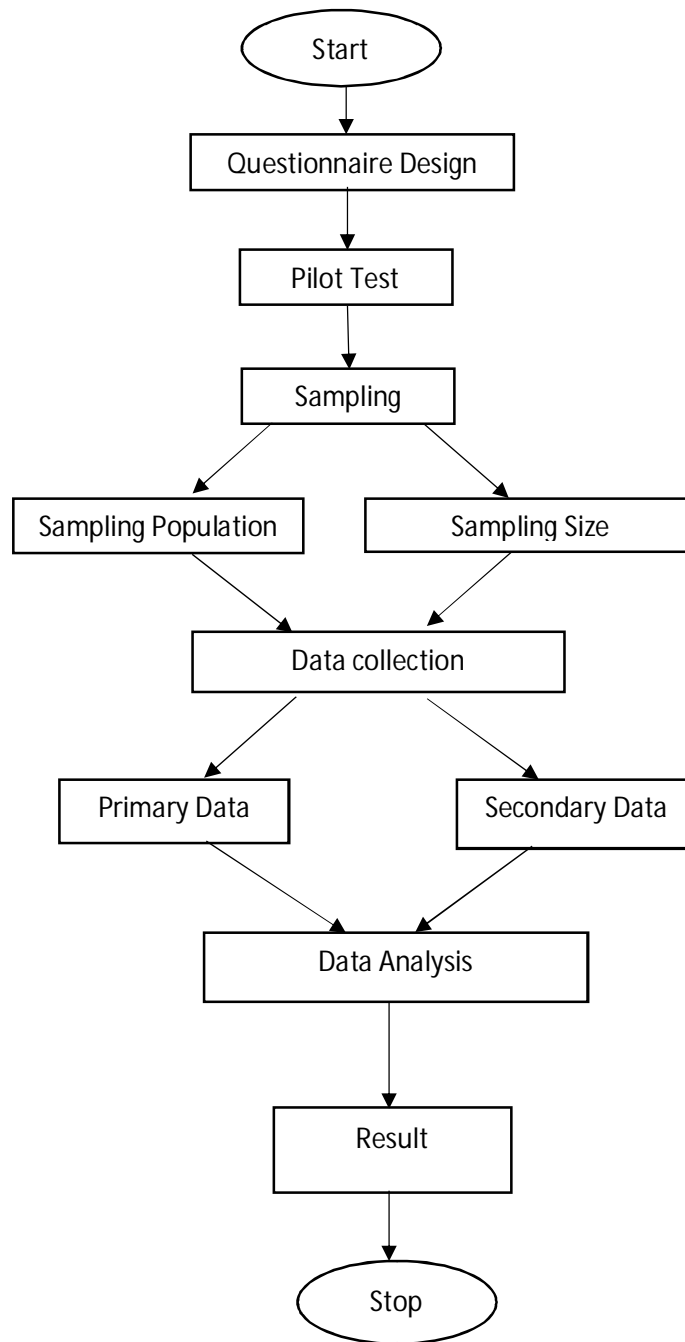 Start
Questionnaire Design
Pilot Test
Sampling
Sampling Population
Sampling Size
Data collection
Primary Data
Secondary Data
Data Analysis
Result
Stop